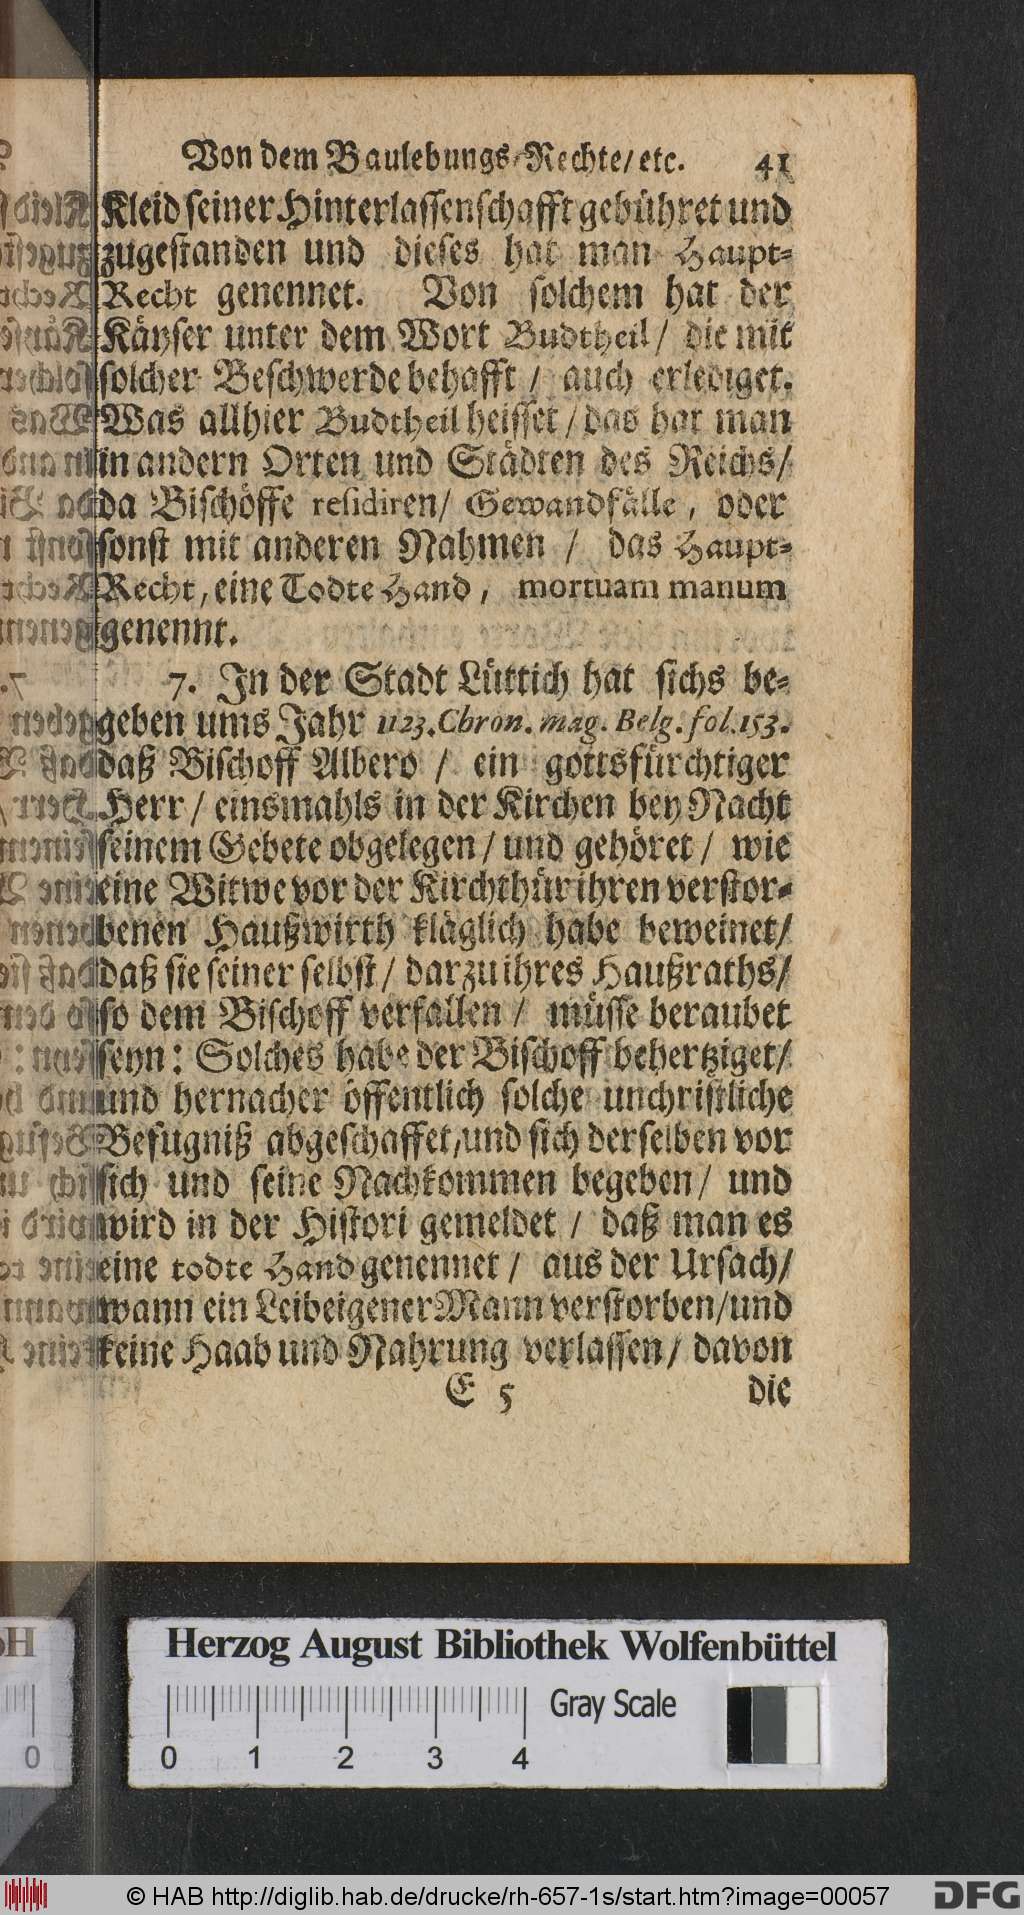 Von dem Baulebungs-Rechte/ etc. 41
Kleid seiner Hinterlassenschafft gebühret und
zugestanden und dieses hat man Haupt-
Recht genennet. Von solchem hat der
Käyser unter dem Wort Budtheil/ die mit
solcher Beschwerde behafft / auch erlediget.
Was allhier Budtheil heisset / das hat man
in andern Orten und Städten des Reichs/
da Bischöffe residiren/ Gewandfälle, oder
sonst mit anderen Nahmen / das Haupt-
Recht, eine Todte Hand, mortuam manum
genennt.
7. In der Stadt Lüttich hat sichs be-
geben ums Jahr 1123. Chron. mag. Belg. fol. 153.
daß Bischoff Albero / ein gottsfürchtiger
Herr / einsmahls in der Kirchen bey Nacht
seinem Gebete obgelegen / und gehöret / wie
eine Witwe vor der Kirchthür ihren verstor-
benen Haußwirth kläglich habe beweinet/
daß sie seiner selbst / darzu ihres Haußraths/
so dem Bischoff verfallen / müsse beraubet
seyn: Solches habe der Bischoff behertziget/
und hernacher öffentlich solche unchristliche
Befugniß abgeschaffet/ und sich derselben vor
sich und seine Nachkommen begeben/ und
wird in der Histori gemeldet / daß man es
eine todte Hand genennet / aus der Ursach/
wann ein Leibeigener Mann verstorben/ und
keine Haab und Nahrung verlassen / davon
E 5 die
Herzog August Bibliothek Wolfenbüttel
Gray Scale
0 1 2 3 4
© HAB http://diglib.hab.de/drucke/rh-657-1s/start.htm?image=00057
DFG